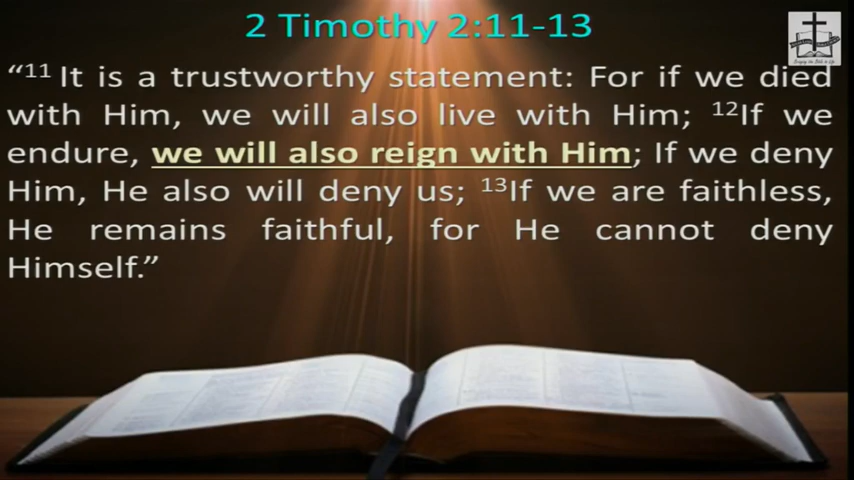 2 Timothy 2:11-13
“11 It is a trustworthy statement: For if we died
with Him, we will also live with Him; 12If we
endure, we will also reign with Him; If we deny
Him, He also will deny us; 13If we are faithless,
He remains faithful, for He cannot deny
Himself.”